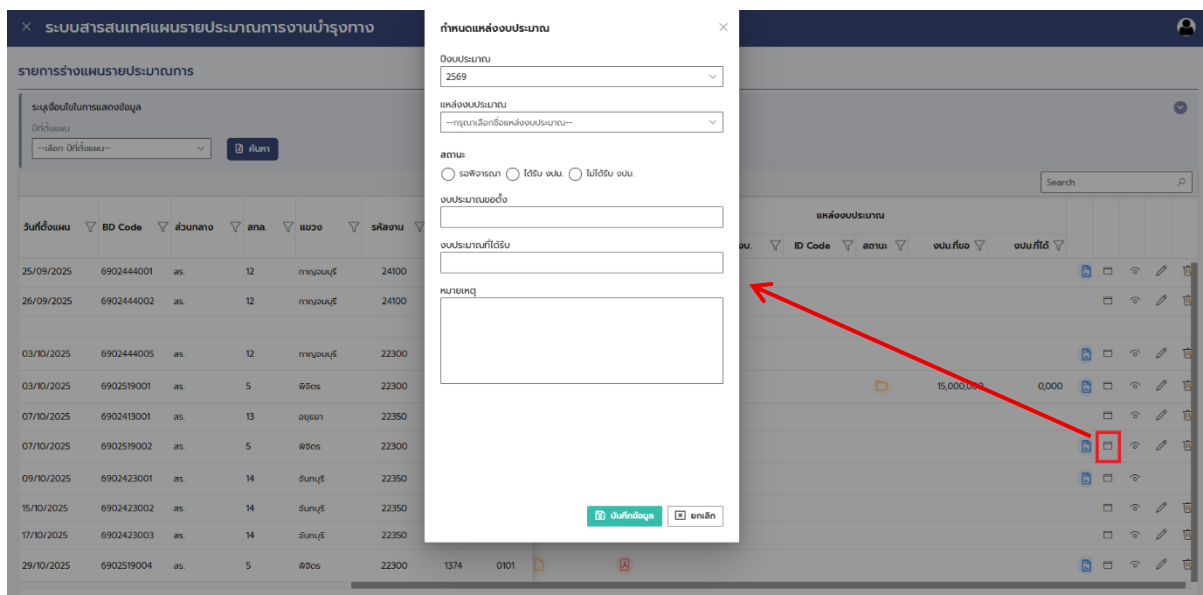 ระบบสารสนเทศแผนรายประมาณการงานบำรุงทาง
รายการร่างแผนรายประมาณการ
ระบุเงื่อนไขในการแสดงข้อมูล
ปีที่ตั้งแผน
--เลือก ปีที่ตั้งแผน--
ค้นหา
Search
กำหนดแหล่งงบประมาณ
ปีงบประมาณ
2569
แหล่งงบประมาณ
--กรุณาเลือกชื่อแหล่งงบประมาณ--
สถานะ
รอพิจารณา ได้รับ งปม. ไม่ได้รับ งปม.
งบประมาณขอตั้ง
งบประมาณที่ได้รับ
หมายเหตุ
บันทึกข้อมูล ยกเลิก
แหล่งงบประมาณ
วันที่ตั้งแผน BD Code ส่วนกลาง สทล. แขวง รหัสงาน ID Code สถานะ งปม.ที่ขอ งปม.ที่ได้
25/09/2025 6902444001 สร. 12 กาญจนบุรี 24100
26/09/2025 6902444002 สร. 12 กาญจนบุรี 24100
03/10/2025 6902444005 สร. 12 กาญจนบุรี 22300
03/10/2025 6902519001 สร. 5 พิจิตร 22300 15,000,000 0,000
07/10/2025 6902413001 สร. 13 อยุธยา 22350
07/10/2025 6902519002 สร. 5 พิจิตร 22300
09/10/2025 6902423001 สร. 14 จันทบุรี 22350
15/10/2025 6902423002 สร. 14 จันทบุรี 22350
17/10/2025 6902423003 สร. 14 จันทบุรี 22350
29/10/2025 6902519004 สร. 5 พิจิตร 22300 1374 0101